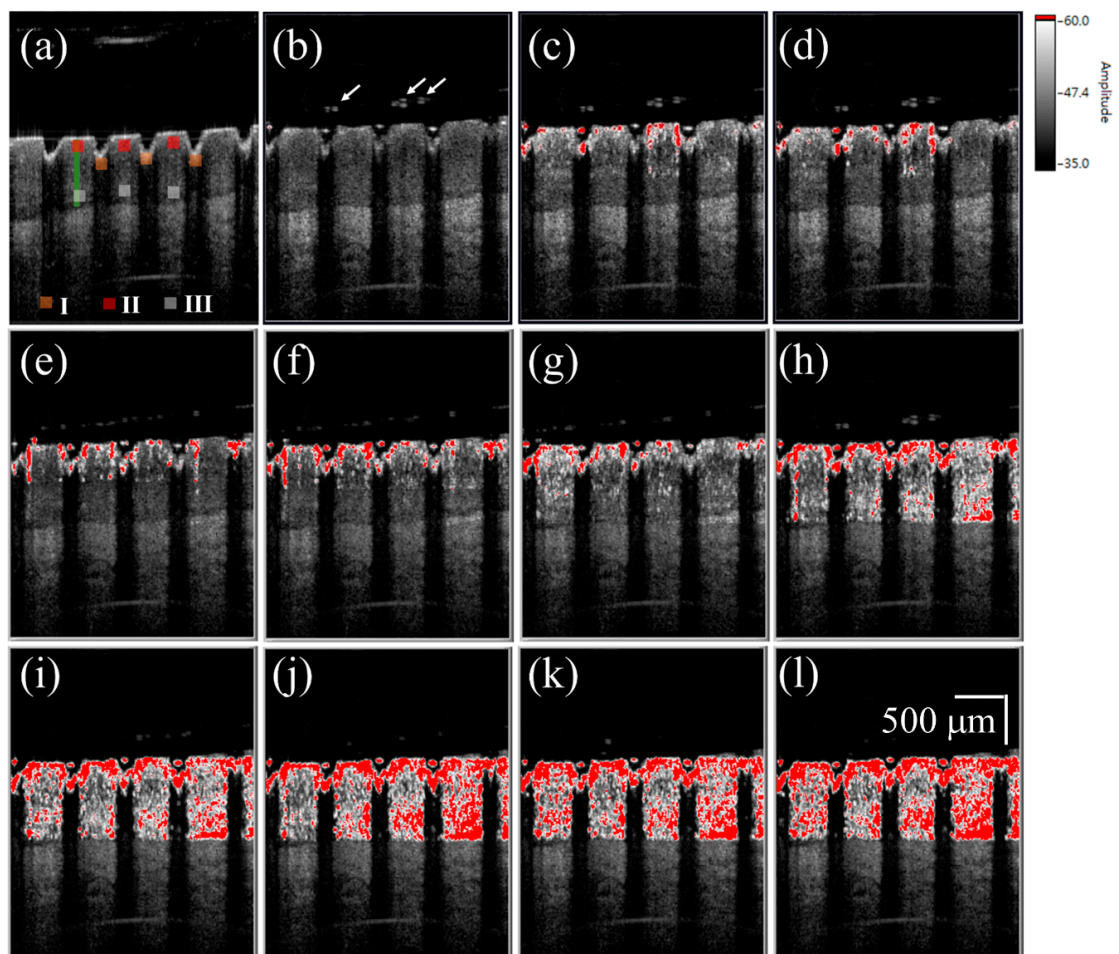 (a) (b) (c) (d)
60.0
47.4
35.0
Amplitude
I II III
(e) (f) (g) (h)
(i) (j) (k) (l)
500 μm